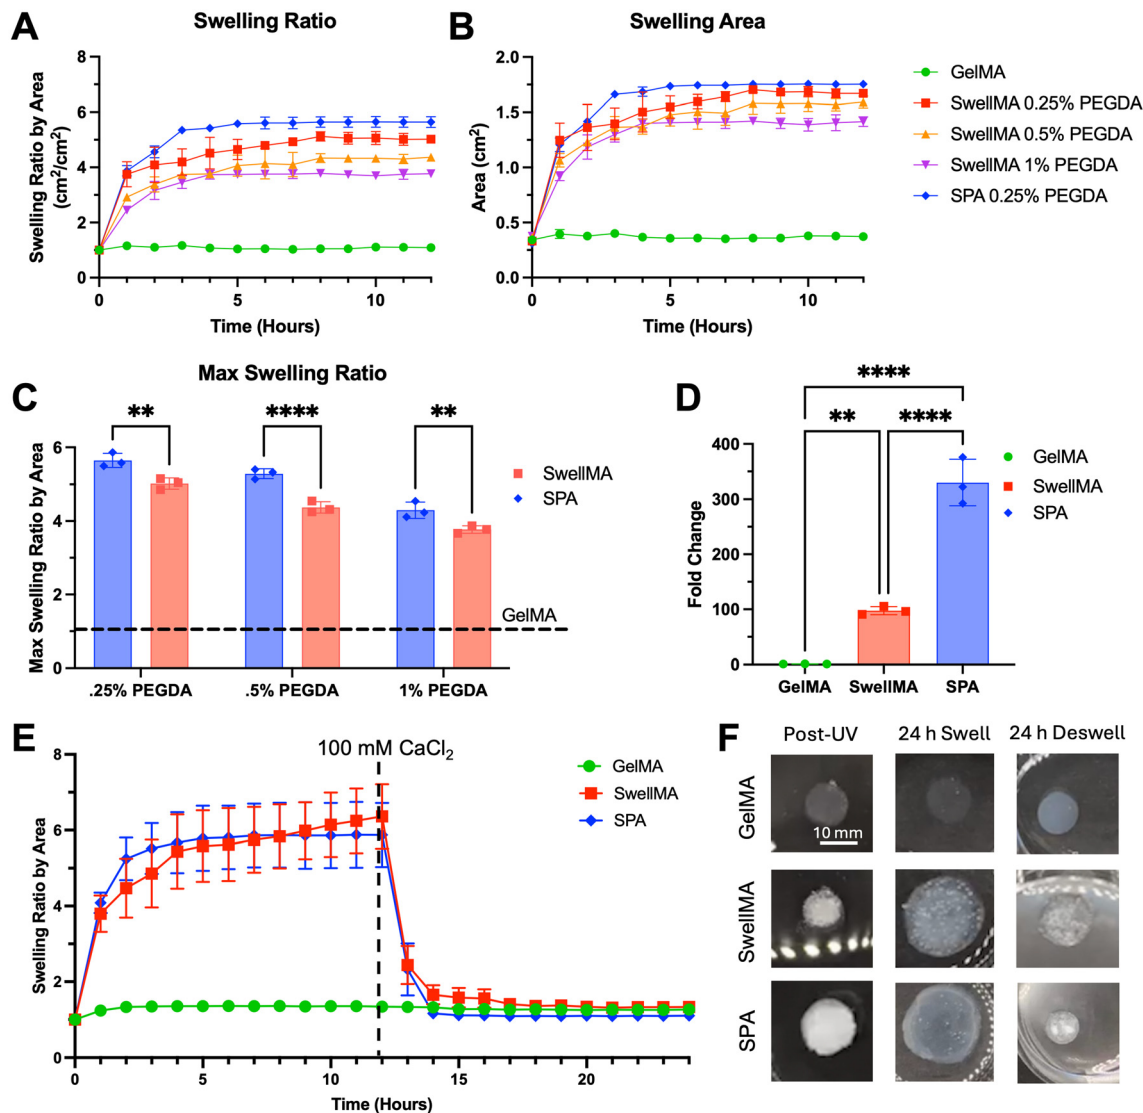 A
Swelling Ratio
Swelling Ratio by Area
(cm²/cm²)
8
6
4
2
0
0
5
10
Time (Hours)
B
Swelling Area
Area (cm²)
2.0
1.5
1.0
0.5
0.0
0
5
10
Time (Hours)
GelMA
SwellMA 0.25% PEGDA
SwellMA 0.5% PEGDA
SwellMA 1% PEGDA
SPA 0.25% PEGDA
C
Max Swelling Ratio
Max Swelling Ratio by Area
6
4
2
0
**
****
**
SwellMA
SPA
GelMA
.25% PEGDA
.5% PEGDA
1% PEGDA
D
****
**
****
Fold Change
400
300
200
100
0
GelMA
SwellMA
SPA
GelMA
SwellMA
SPA
E
100 mM CaCl₂
Swelling Ratio by Area
8
6
4
2
0
0
5
10
15
20
Time (Hours)
GelMA
SwellMA
SPA
F
Post-UV
24 h Swell
24 h Deswell
GelMA
10 mm
SwellMA
SPA